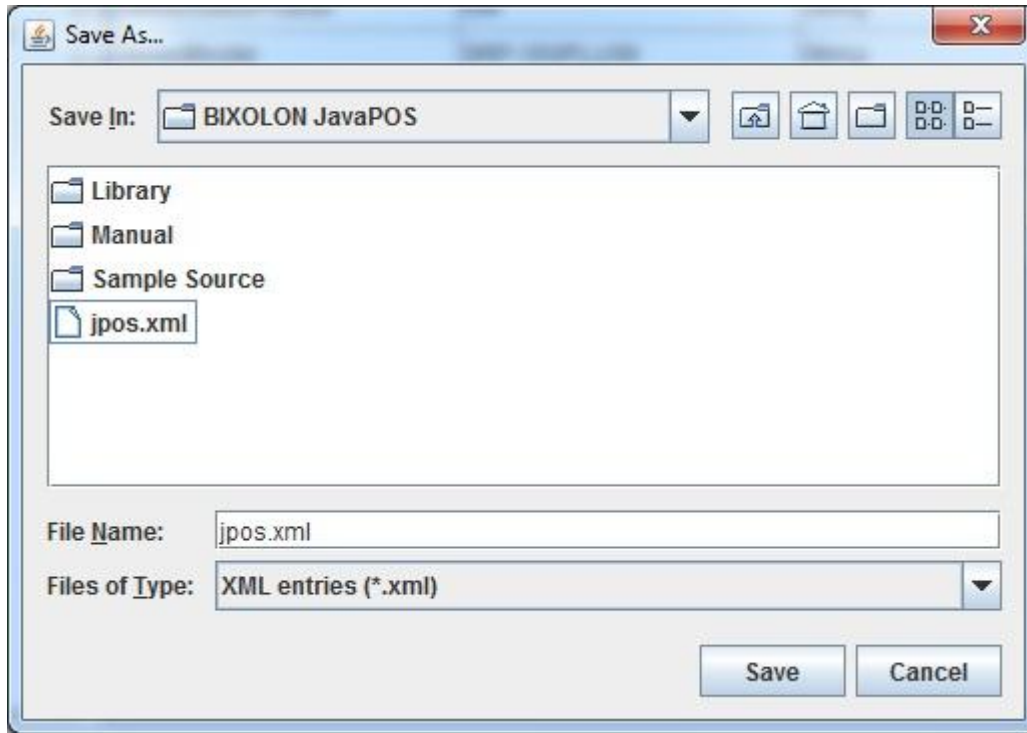 Save As...
Save In: BIXOLON JavaPOS
Library
Manual
Sample Source
jpos.xml
File Name: jpos.xml
Files of Type: XML entries (*.xml)
Save Cancel